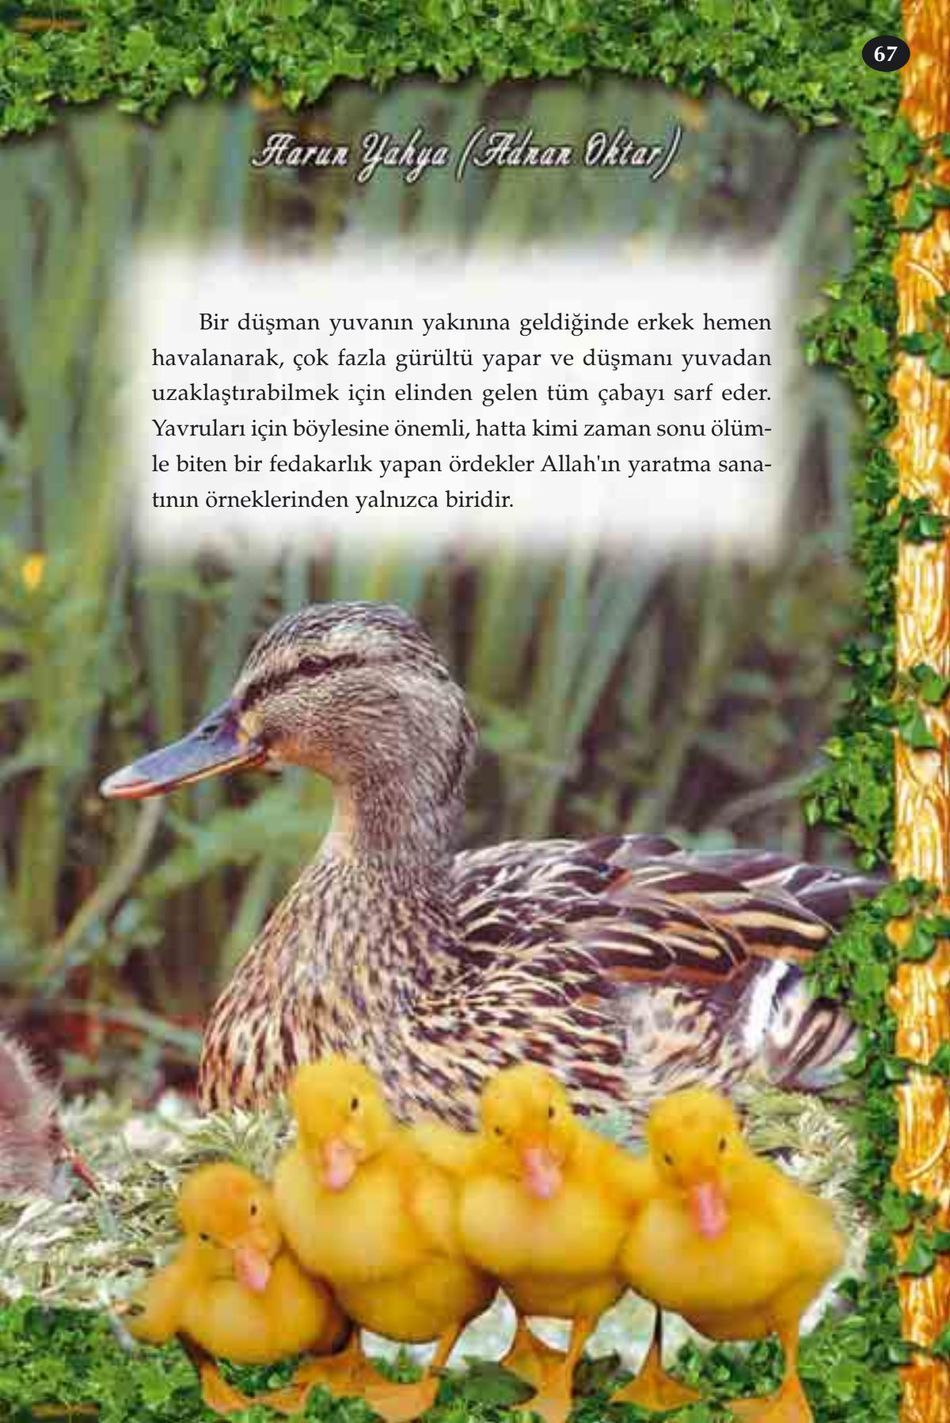 67
Harun Yahya (Adnan Oktar)
Bir düşman yuvanın yakınına geldiğinde erkek hemen
havalanarak, çok fazla gürültü yapar ve düşmanı yuvadan
uzaklaştırabilmek için elinden gelen tüm çabayı sarf eder.
Yavruları için böylesine önemli, hatta kimi zaman sonu ölüm-
le biten bir fedakarlık yapan ördekler Allah'ın yaratma sana-
tının örneklerinden yalnızca biridir.